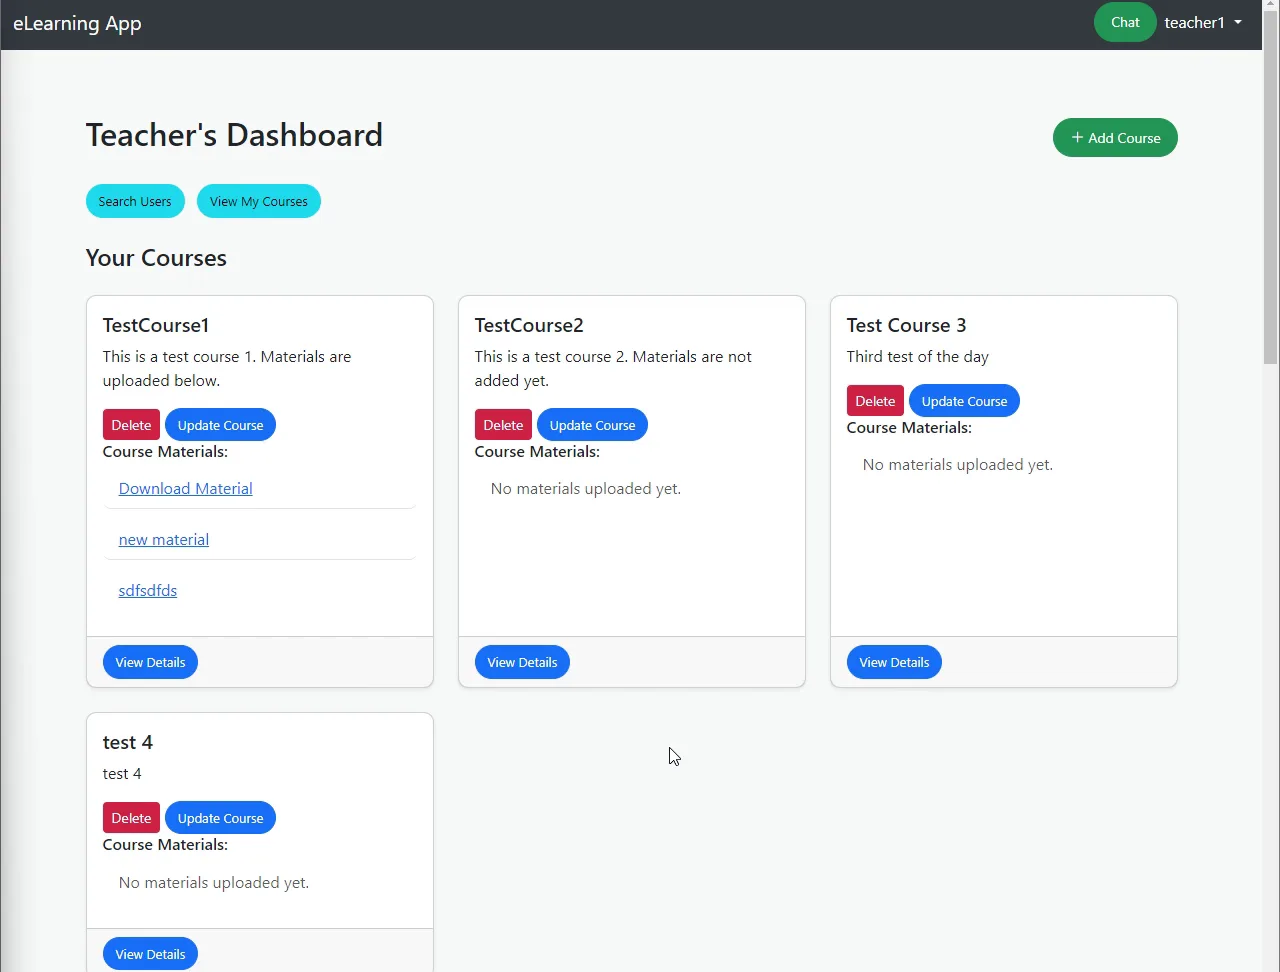 eLearning App
Chat
teacher1
Teacher's Dashboard
+ Add Course
Search Users
View My Courses
Your Courses
TestCourse1
This is a test course 1. Materials are
uploaded below.
Delete
Update Course
Course Materials:
Download Material
new material
sdfsdfds
View Details
TestCourse2
This is a test course 2. Materials are not
added yet.
Delete
Update Course
Course Materials:
No materials uploaded yet.
View Details
Test Course 3
Third test of the day
Delete
Update Course
Course Materials:
No materials uploaded yet.
View Details
test 4
test 4
Delete
Update Course
Course Materials:
No materials uploaded yet.
View Details